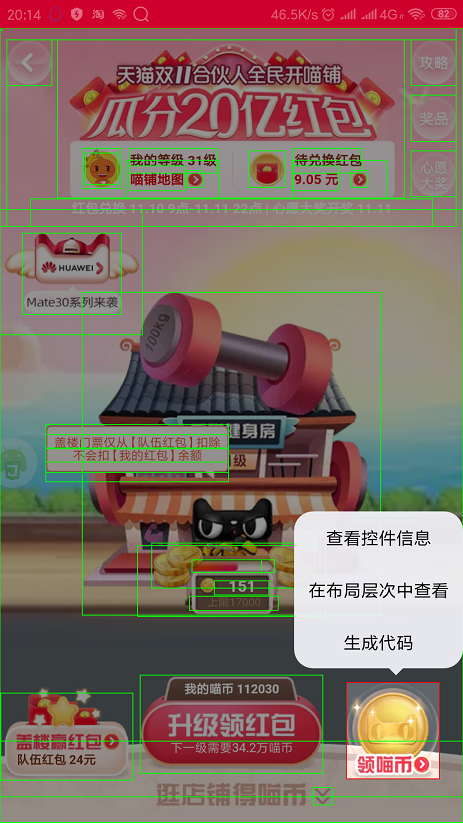 20:14 46.5K/s 4G 82
天猫双11合伙人全民开喵铺
攻略
瓜分20亿红包
奖品
我的等级 31级
待兑换红包
喵铺地图
9.05 元
心愿
大奖
红包兑换 11.10 9点-11.11 22点 | 心愿大奖开奖 11.11
HUAWEI
Mate30系列来袭
700KG
健身房
盖楼门票仅从【队伍红包】扣除
不会扣【我的红包】余额
级
查看控件信息
在布局层次中查看
生成代码
151
上限17000
我的喵币 112030
升级领红包
下一级需要34.2万喵币
盖楼赢红包
队伍红包 24元
领喵币
逛店铺得喵币